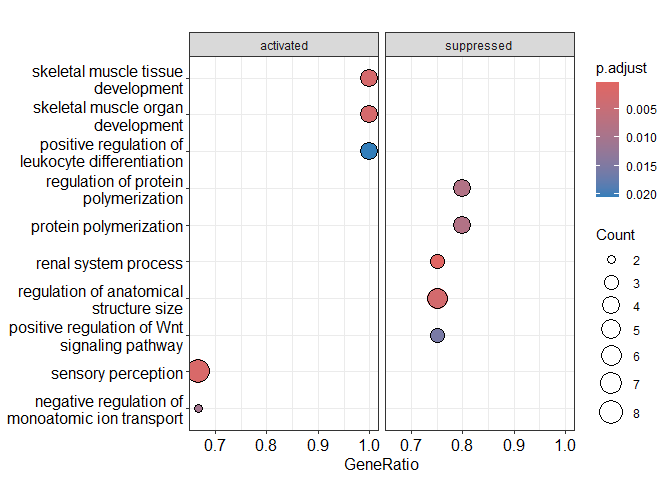 activated
suppressed
skeletal muscle tissue
development
skeletal muscle organ
development
positive regulation of
leukocyte differentiation
regulation of protein
polymerization
protein polymerization
renal system process
regulation of anatomical
structure size
positive regulation of Wnt
signaling pathway
sensory perception
negative regulation of
monoatomic ion transport
0.7 0.8 0.9 1.0 0.7 0.8 0.9 1.0
GeneRatio
p.adjust
0.005
0.010
0.015
0.020
Count
2
3
4
5
6
7
8